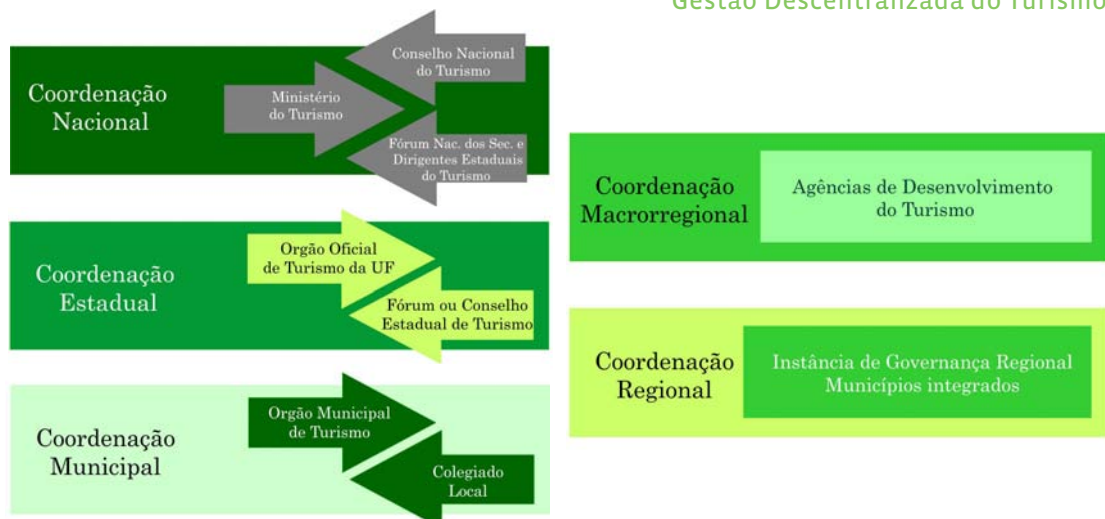 Gestão Descentralizada do Turismo
Coordenação
Nacional
Conselho Nacional
do Turismo
Ministério
do Turismo
Fórum Nac. dos Sec. e
Dirigentes Estaduais
do Turismo
Coordenação
Estadual
Orgão Oficial
de Turismo da UF
Fórum ou Conselho
Estadual de Turismo
Coordenação
Municipal
Orgão Municipal
de Turismo
Colegiado
Local
Coordenação
Macrorregional
Agências de Desenvolvimento
do Turismo
Coordenação
Regional
Instância de Governança Regional
Municípios integrados